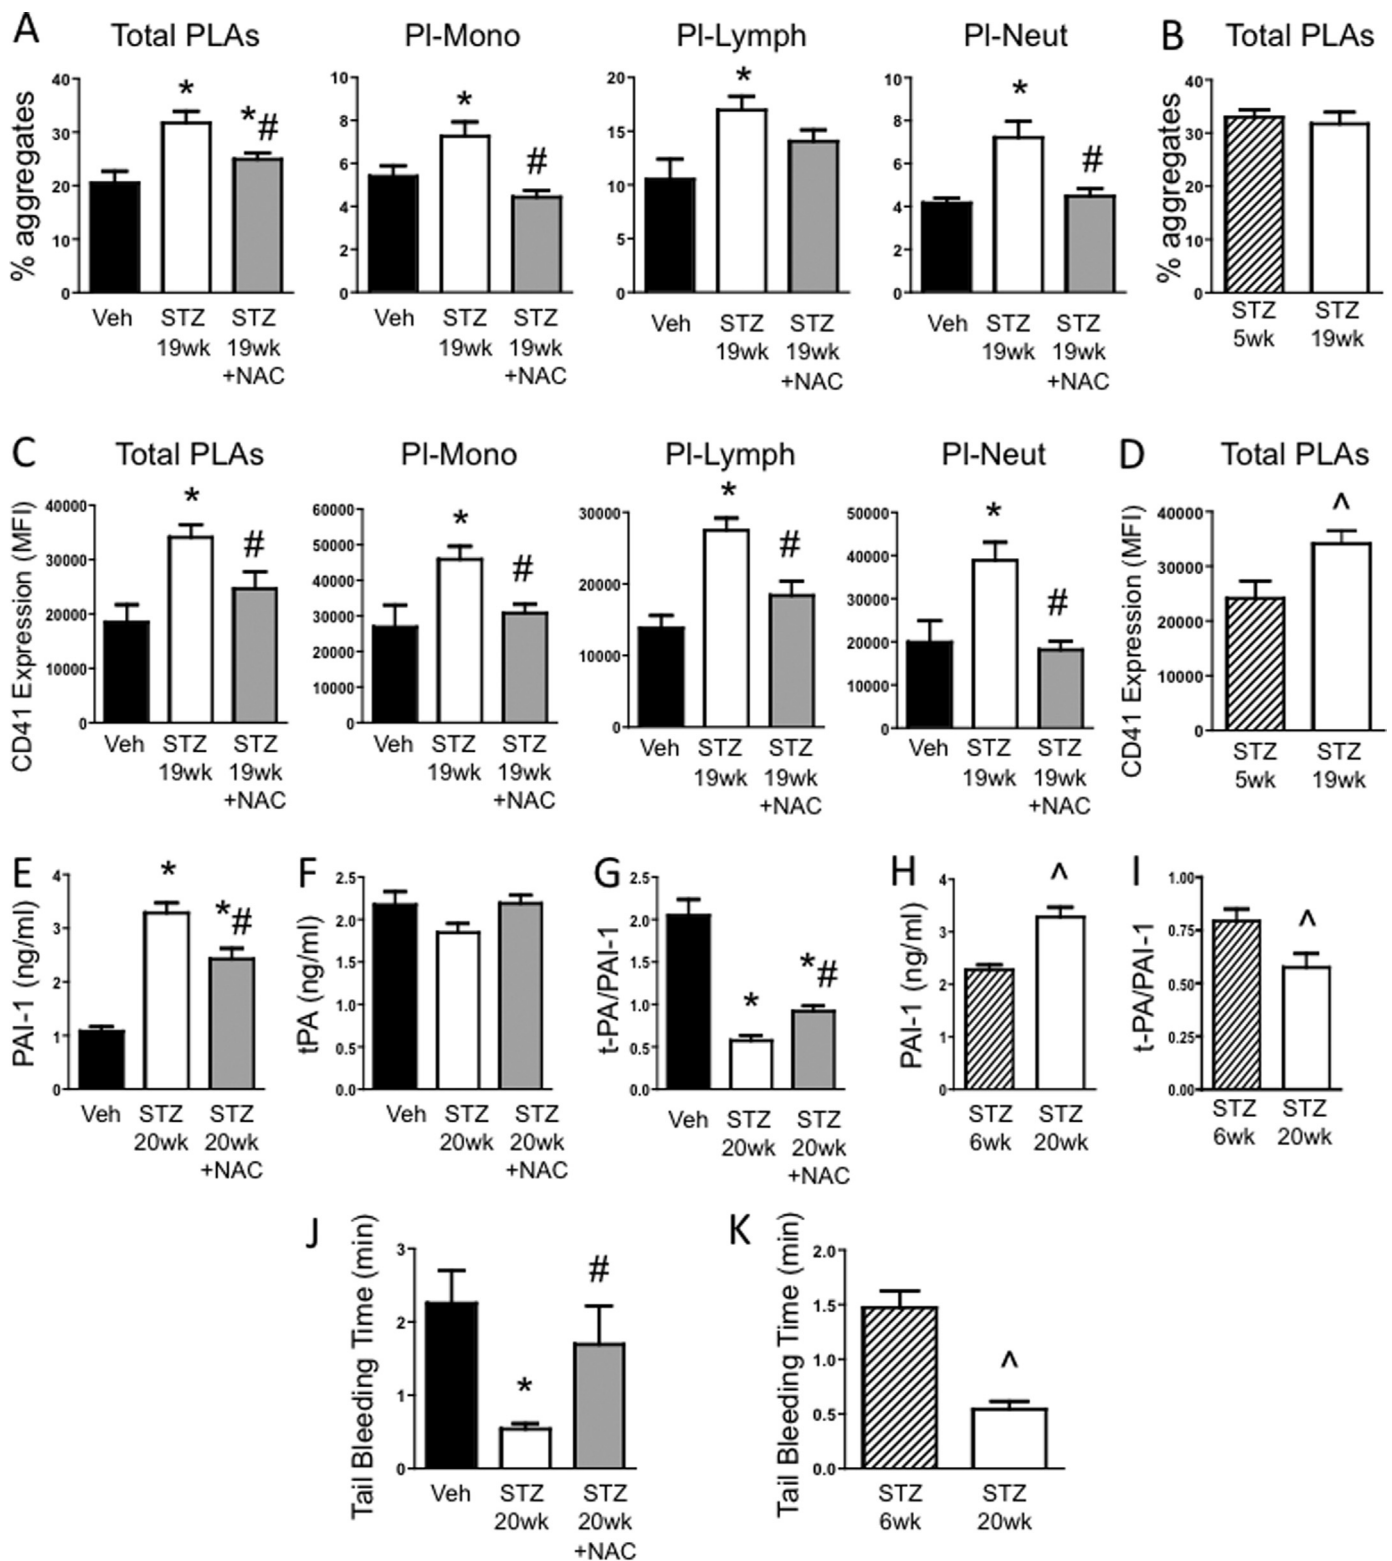 A Total PLAs Pl-Mono Pl-Lymph Pl-Neut B Total PLAs
% aggregates
40
30
20
10
0
*
*#
Veh STZ STZ
19wk 19wk
+NAC
10
8
6
4
2
0
*
#
Veh STZ STZ
19wk 19wk
+NAC
20
15
10
5
0
*
Veh STZ STZ
19wk 19wk
+NAC
10
8
6
4
2
0
*
#
Veh STZ STZ
19wk 19wk
+NAC
% aggregates
40
30
20
10
0
STZ STZ
5wk 19wk
C Total PLAs Pl-Mono Pl-Lymph Pl-Neut D Total PLAs
CD41 Expression (MFI)
40000
30000
20000
10000
0
*
#
Veh STZ STZ
19wk 19wk
+NAC
60000
50000
40000
30000
20000
10000
0
*
#
Veh STZ STZ
19wk 19wk
+NAC
30000
20000
10000
0
*
#
Veh STZ STZ
19wk 19wk
+NAC
50000
40000
30000
20000
10000
0
*
#
Veh STZ STZ
19wk 19wk
+NAC
CD41 Expression (MFI)
40000
30000
20000
10000
0
^
STZ STZ
5wk 19wk
E
PAI-1 (ng/ml)
4
3
2
1
0
*
*#
Veh STZ STZ
20wk 20wk
+NAC
F
tPA (ng/ml)
2.5
2.0
1.5
1.0
0.5
0.0
Veh STZ STZ
20wk 20wk
+NAC
G
t-PA/PAI-1
2.5
2.0
1.5
1.0
0.5
0.0
*
*#
Veh STZ STZ
20wk 20wk
+NAC
H
PAI-1 (ng/ml)
4
3
2
1
0
^
STZ STZ
6wk 20wk
I
t-PA/PAI-1
1.00
0.75
0.50
0.25
0.00
^
STZ STZ
6wk 20wk
J
Tail Bleeding Time (min)
3
2
1
0
*
#
Veh STZ STZ
20wk 20wk
+NAC
K
Tail Bleeding Time (min)
2.0
1.5
1.0
0.5
0.0
^
STZ STZ
6wk 20wk